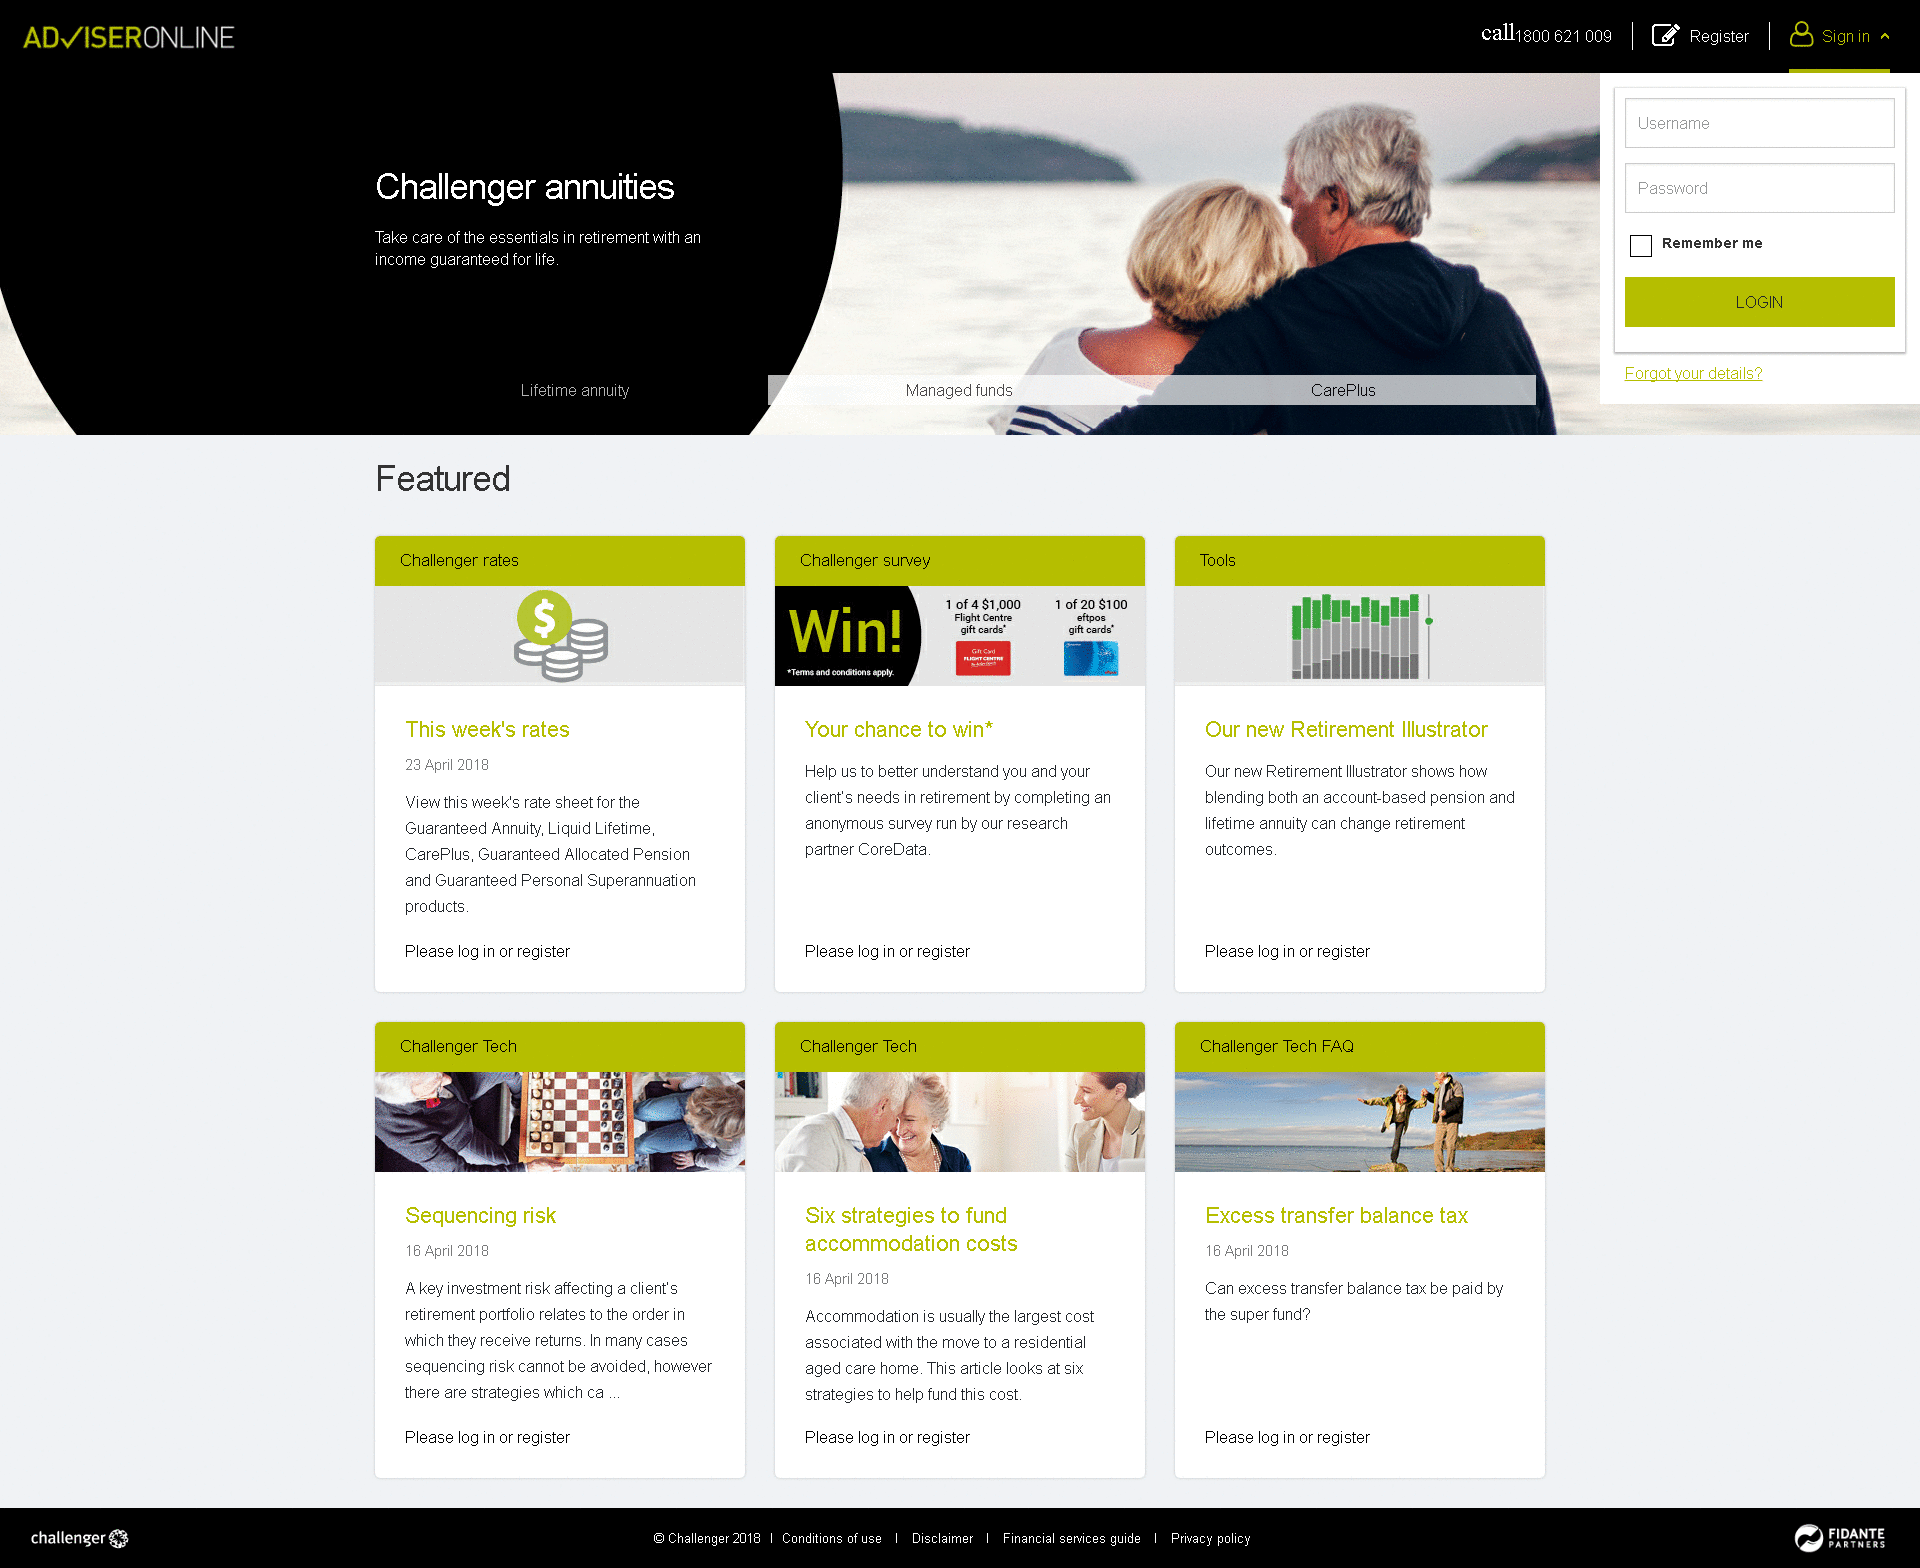 ADVISERONLINE
call 1800 621 009
Register
Sign in
Username
Password
Remember me
LOGIN
Forgot your details?
Challenger annuities
Take care of the essentials in retirement with an
income guaranteed for life.
Lifetime annuity
Managed funds
CarePlus
Featured
Challenger rates
This week's rates
23 April 2018
View this week's rate sheet for the
Guaranteed Annuity, Liquid Lifetime,
CarePlus, Guaranteed Allocated Pension
and Guaranteed Personal Superannuation
products.
Please log in or register
Challenger survey
Win!
*Terms and conditions apply.
1 of 4 $1,000
Flight Centre
gift cards*
Gift Card
FLIGHT CENTRE
1 of 20 $100
eftpos
gift cards*
Your chance to win*
Help us to better understand you and your
client's needs in retirement by completing an
anonymous survey run by our research
partner CoreData.
Please log in or register
Tools
Our new Retirement Illustrator
Our new Retirement Illustrator shows how
blending both an account-based pension and
lifetime annuity can change retirement
outcomes.
Please log in or register
Challenger Tech
Sequencing risk
16 April 2018
A key investment risk affecting a client's
retirement portfolio relates to the order in
which they receive returns. In many cases
sequencing risk cannot be avoided, however
there are strategies which ca ...
Please log in or register
Challenger Tech
Six strategies to fund
accommodation costs
16 April 2018
Accommodation is usually the largest cost
associated with the move to a residential
aged care home. This article looks at six
strategies to help fund this cost.
Please log in or register
Challenger Tech FAQ
Excess transfer balance tax
16 April 2018
Can excess transfer balance tax be paid by
the super fund?
Please log in or register
challenger
© Challenger 2018 | Conditions of use | Disclaimer | Financial services guide | Privacy policy
FIDANTE
PARTNERS